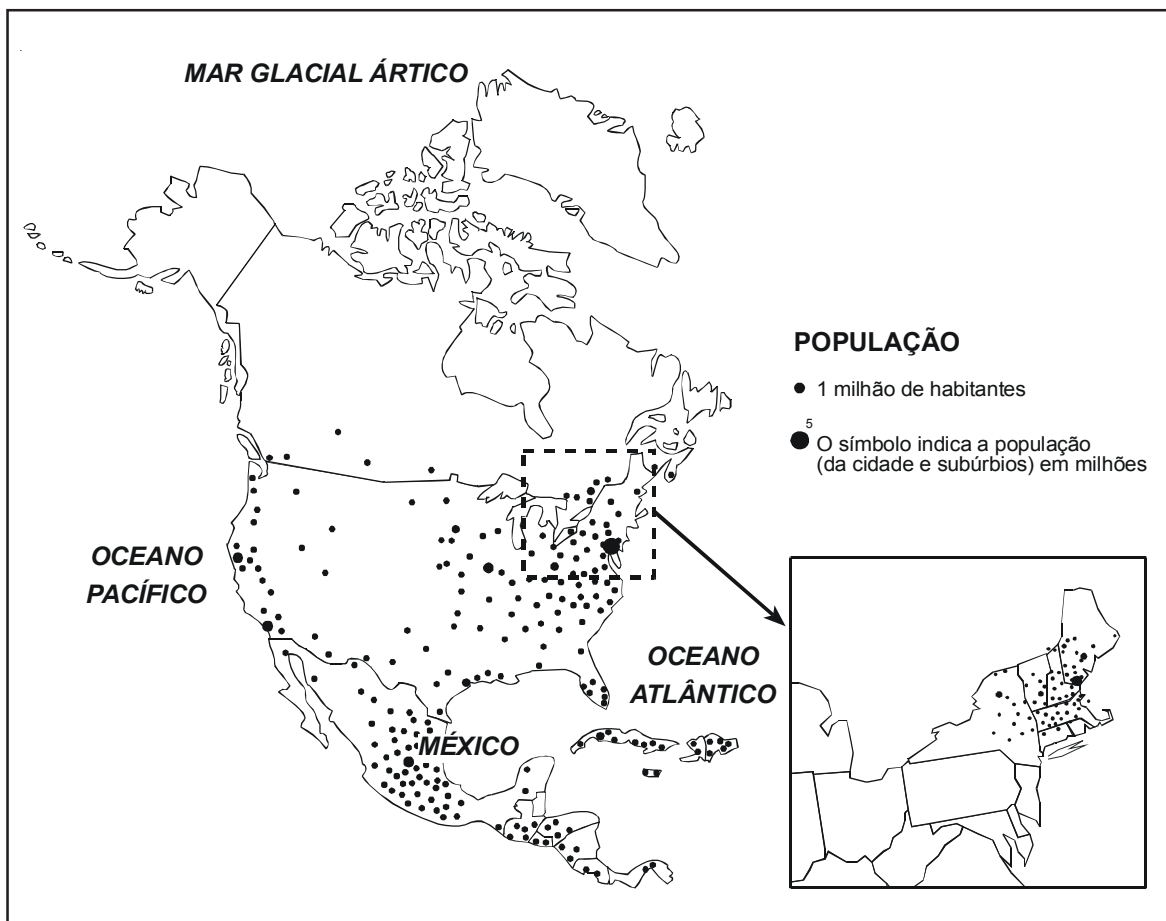 MAR GLACIAL ÁRTICO
POPULAÇÃO
1 milhão de habitantes
5
O símbolo indica a população
(da cidade e subúrbios) em milhões
OCEANO
PACÍFICO
OCEANO
ATLÂNTICO
MÉXICO